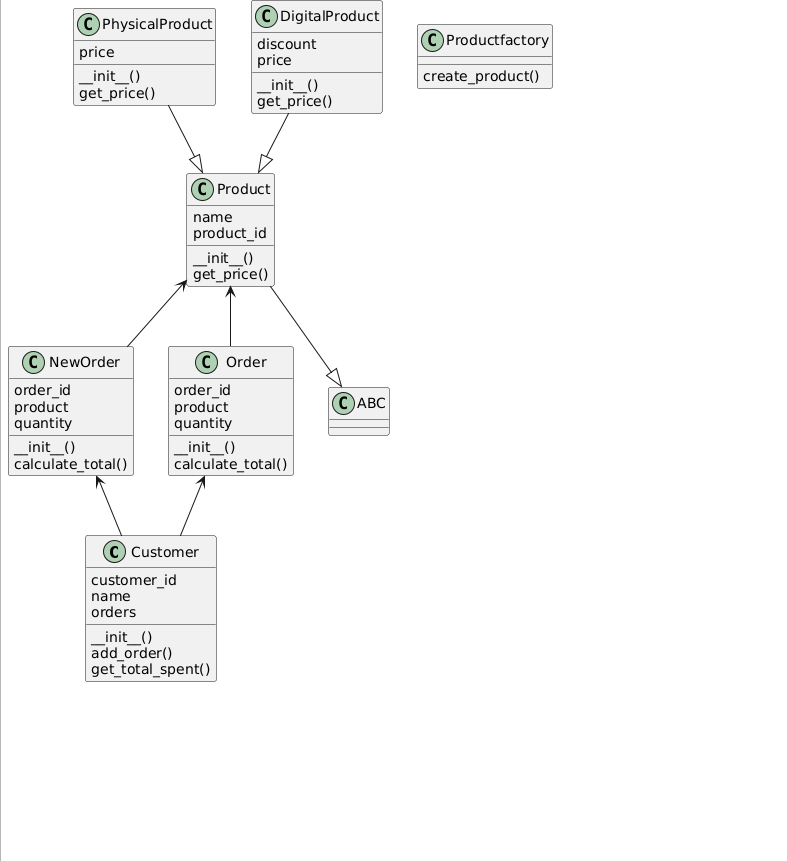 C PhysicalProduct
price
__init__()
get_price()
C DigitalProduct
discount
price
__init__()
get_price()
C Productfactory
create_product()
C Product
name
product_id
__init__()
get_price()
C NewOrder
order_id
product
quantity
__init__()
calculate_total()
C Order
order_id
product
quantity
__init__()
calculate_total()
C ABC
C Customer
customer_id
name
orders
__init__()
add_order()
get_total_spent()